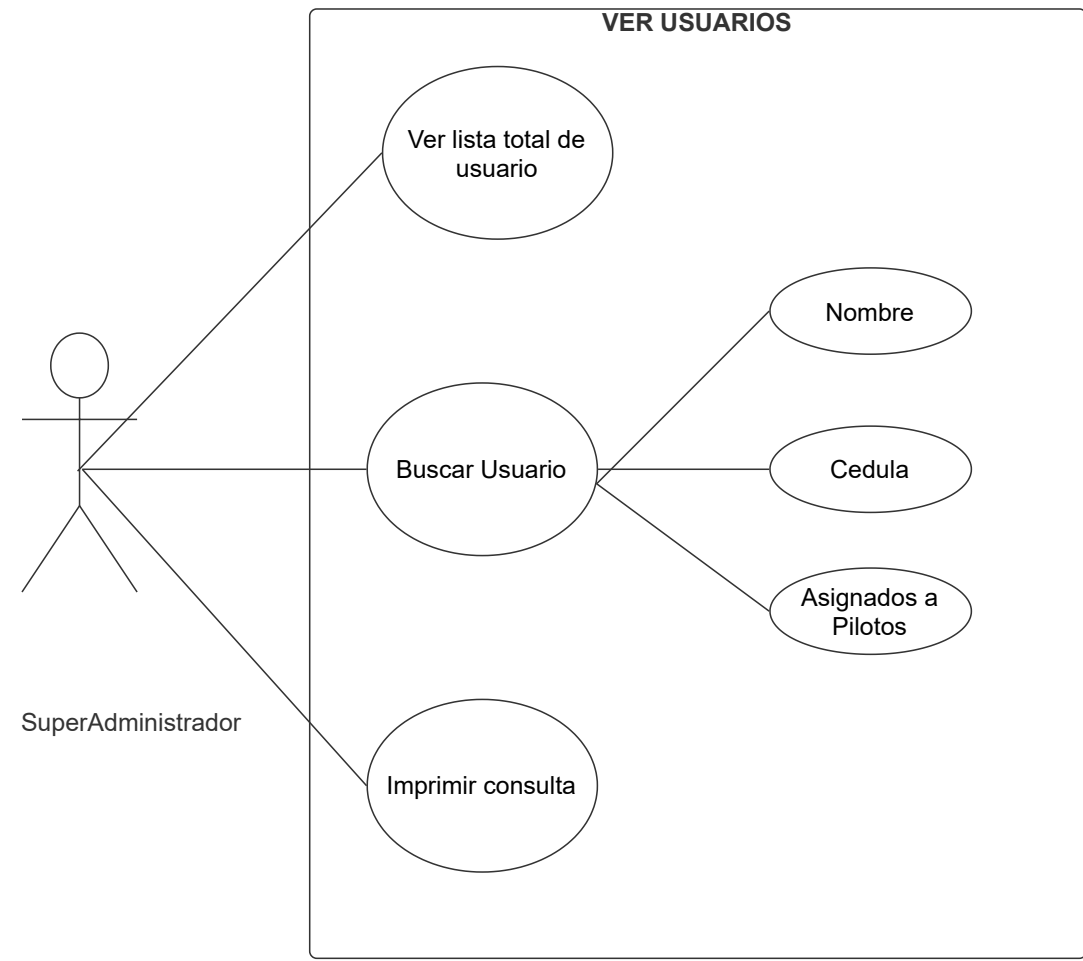 VER USUARIOS
Ver lista total de
usuario
Nombre
Buscar Usuario
Cedula
Asignados a
Pilotos
SuperAdministrador
Imprimir consulta